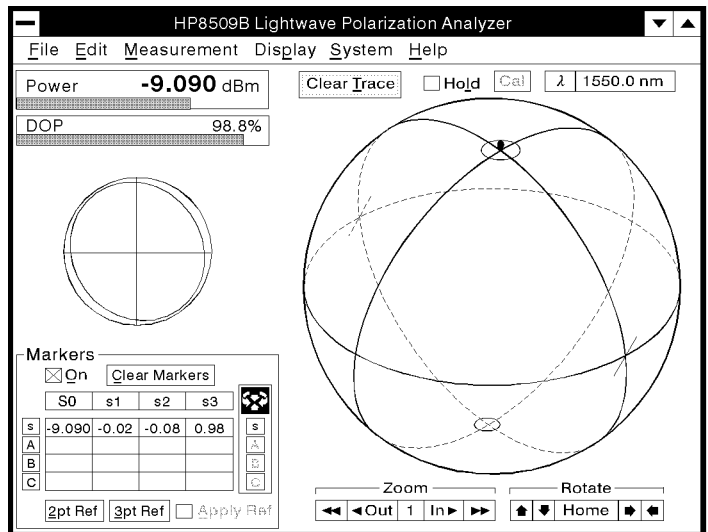 HP8509B Lightwave Polarization Analyzer
File Edit Measurement Display System Help
Power -9.090 dBm
DOP 98.8%
Clear Trace Hold Cal λ 1550.0 nm
Markers
On Clear Markers
S0 s1 s2 s3
s -9.090 -0.02 -0.08 0.98 s
A A
B B
C C
2pt Ref 3pt Ref Apply Ref
Zoom
Out 1 In
Rotate
Home